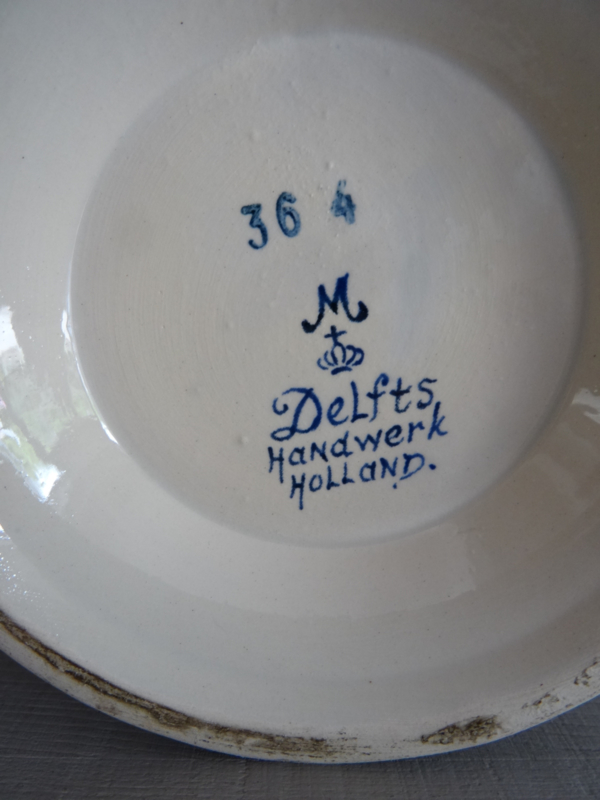 36 4
M
Delfts
Handwerk
HOLLAND.